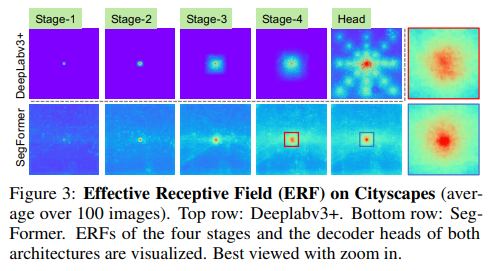 Stage-1 Stage-2 Stage-3 Stage-4 Head
DeepLabv3+
SegFormer
Figure 3: Effective Receptive Field (ERF) on Cityscapes (aver-
age over 100 images). Top row: Deeplabv3+. Bottom row: Seg-
Former. ERFs of the four stages and the decoder heads of both
architectures are visualized. Best viewed with zoom in.